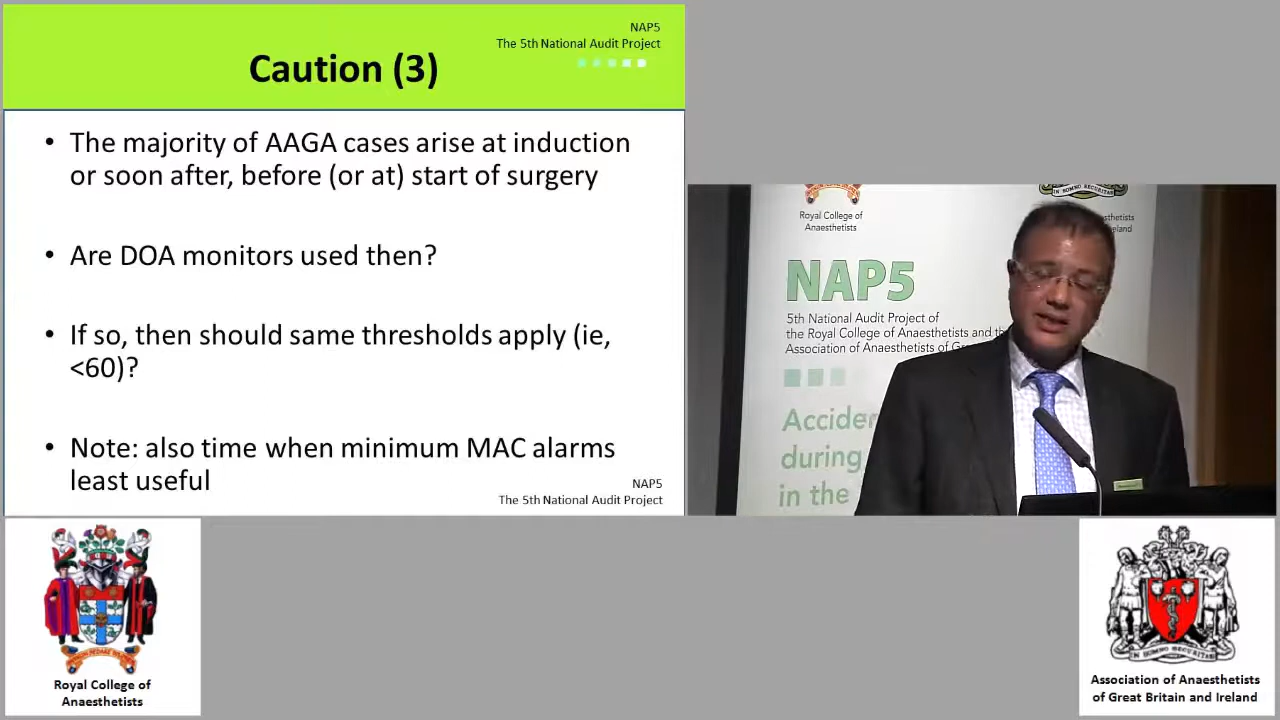 NAP5
The 5th National Audit Project
Caution (3)
• The majority of AAGA cases arise at induction
or soon after, before (or at) start of surgery
• Are DOA monitors used then?
• If so, then should same thresholds apply (ie,
<60)?
• Note: also time when minimum MAC alarms
least useful
NAP5
The 5th National Audit Project
Royal College of
Anaesthetists
NAP5
5th National Audit Project of
the Royal College of Anaesthetists and
Association of Anaesthetists of
during
in the
Royal College of
Anaesthetists
Association of Anaesthetists
of Great Britain and Ireland